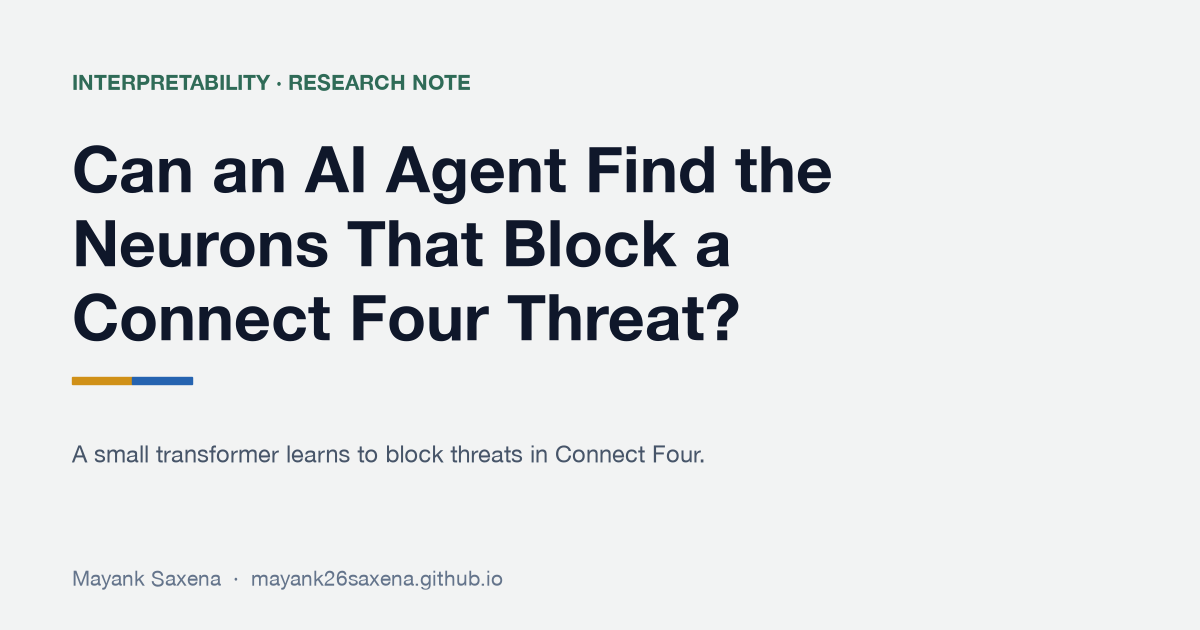 INTERPRETABILITY · RESEARCH NOTE
Can an AI Agent Find the
Neurons That Block a
Connect Four Threat?
A small transformer learns to block threats in Connect Four.
Mayank Saxena · mayank26saxena.github.io